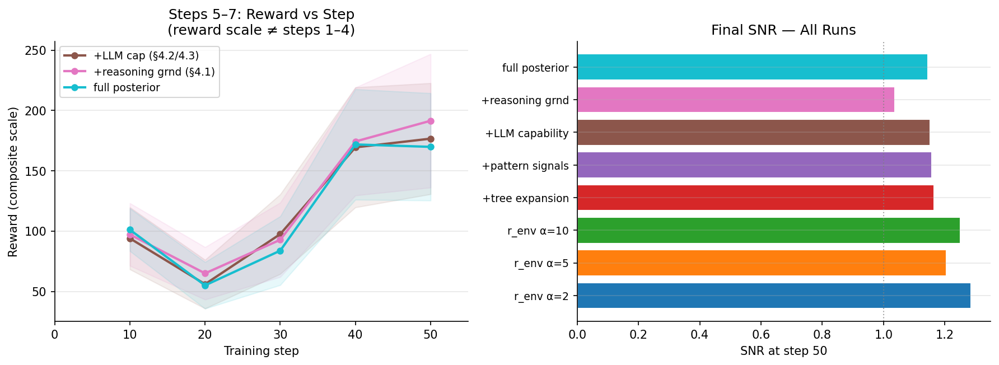 Steps 5–7: Reward vs Step
(reward scale ≠ steps 1–4)
250
200
150
100
50
Reward (composite scale)
+LLM cap (§4.2/4.3)
+reasoning grnd (§4.1)
full posterior
0
10
20
30
40
50
Training step
Final SNR — All Runs
full posterior
+reasoning grnd
+LLM capability
+pattern signals
+tree expansion
r_env α=10
r_env α=5
r_env α=2
0.0
0.2
0.4
0.6
0.8
1.0
1.2
SNR at step 50